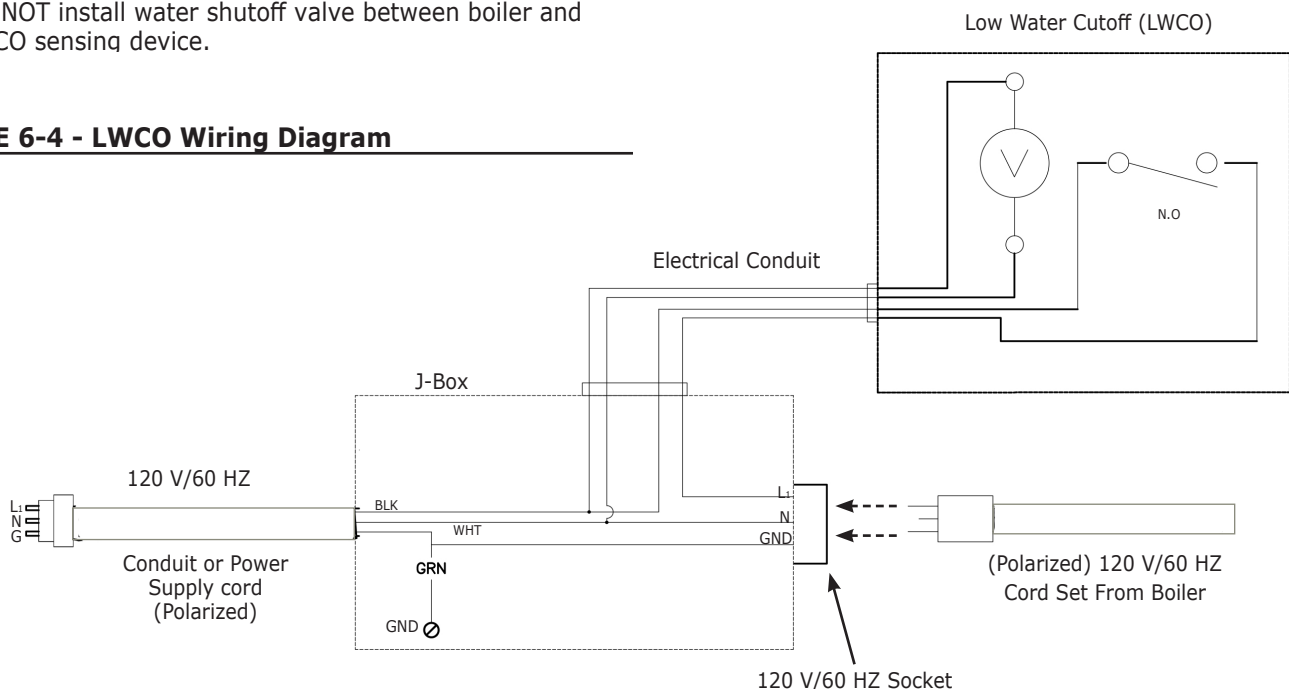 NOT install water shutoff valve between boiler and
CO sensing device.
E 6-4 - LWCO Wiring Diagram
Low Water Cutoff (LWCO)
V
N.O
Electrical Conduit
J-Box
120 V/60 HZ
L1
N
G
BLK
WHT
GRN
GND
L1
N
GND
Conduit or Power
Supply cord
(Polarized)
(Polarized) 120 V/60 HZ
Cord Set From Boiler
120 V/60 HZ Socket